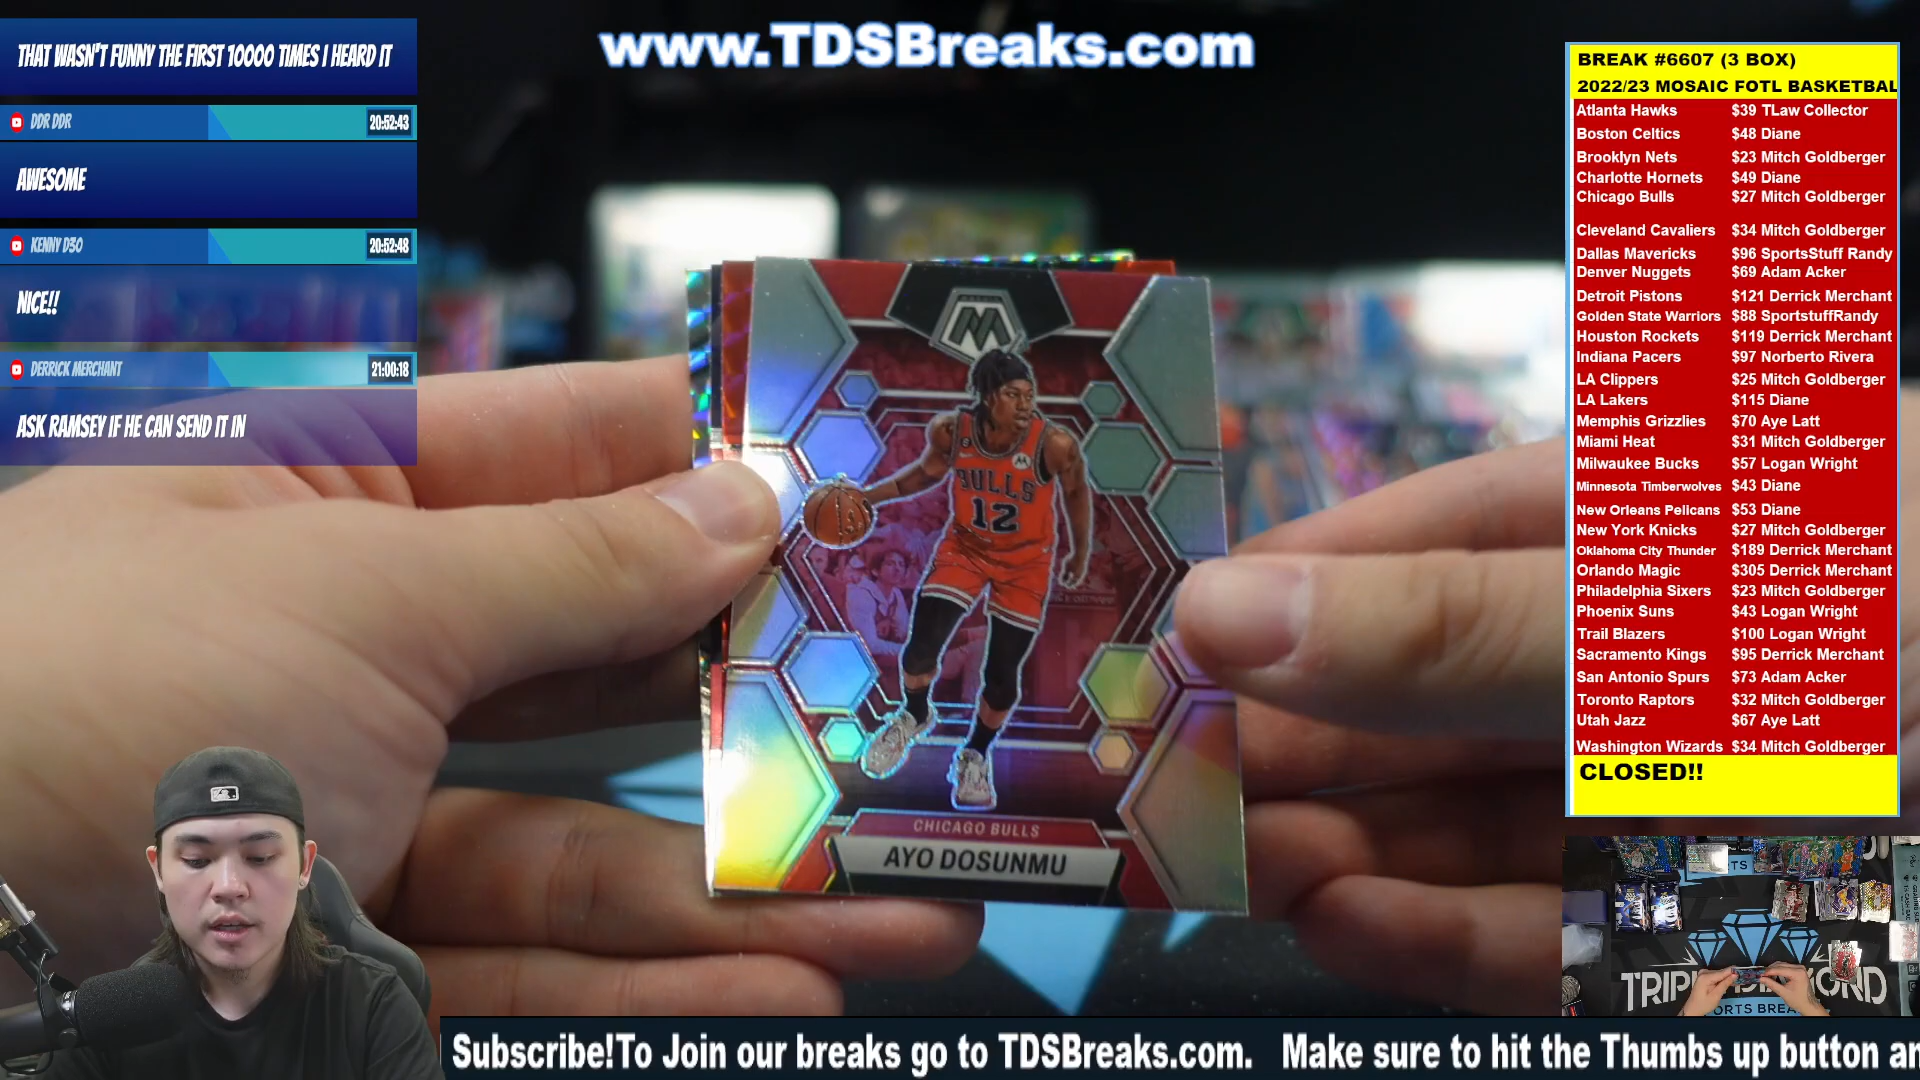 THAT WASN'T FUNNY THE FIRST 10000 TIMES I HEARD IT
DDR DDR 20:52:43
AWESOME
KENNY D30 20:52:48
NICE!!
DERRICK MERCHANT 21:00:18
ASK RAMSEY IF HE CAN SEND IT IN
www.TDSBreaks.com
BULLS
12
CHICAGO BULLS
AYO DOSUNMU
BREAK #6607 (3 BOX)
2022/23 MOSAIC FOTL BASKETBAL
Atlanta Hawks $39 TLaw Collector
Boston Celtics $48 Diane
Brooklyn Nets $23 Mitch Goldberger
Charlotte Hornets $49 Diane
Chicago Bulls $27 Mitch Goldberger
Cleveland Cavaliers $34 Mitch Goldberger
Dallas Mavericks $96 SportsStuff Randy
Denver Nuggets $69 Adam Acker
Detroit Pistons $121 Derrick Merchant
Golden State Warriors $88 SportstuffRandy
Houston Rockets $119 Derrick Merchant
Indiana Pacers $97 Norberto Rivera
LA Clippers $25 Mitch Goldberger
LA Lakers $115 Diane
Memphis Grizzlies $70 Aye Latt
Miami Heat $31 Mitch Goldberger
Milwaukee Bucks $57 Logan Wright
Minnesota Timberwolves $43 Diane
New Orleans Pelicans $53 Diane
New York Knicks $27 Mitch Goldberger
Oklahoma City Thunder $189 Derrick Merchant
Orlando Magic $305 Derrick Merchant
Philadelphia Sixers $23 Mitch Goldberger
Phoenix Suns $43 Logan Wright
Trail Blazers $100 Logan Wright
Sacramento Kings $95 Derrick Merchant
San Antonio Spurs $73 Adam Acker
Toronto Raptors $32 Mitch Goldberger
Utah Jazz $67 Aye Latt
Washington Wizards $34 Mitch Goldberger
CLOSED!!
Subscribe!To Join our breaks go to TDSBreaks.com. Make sure to hit the Thumbs up button an